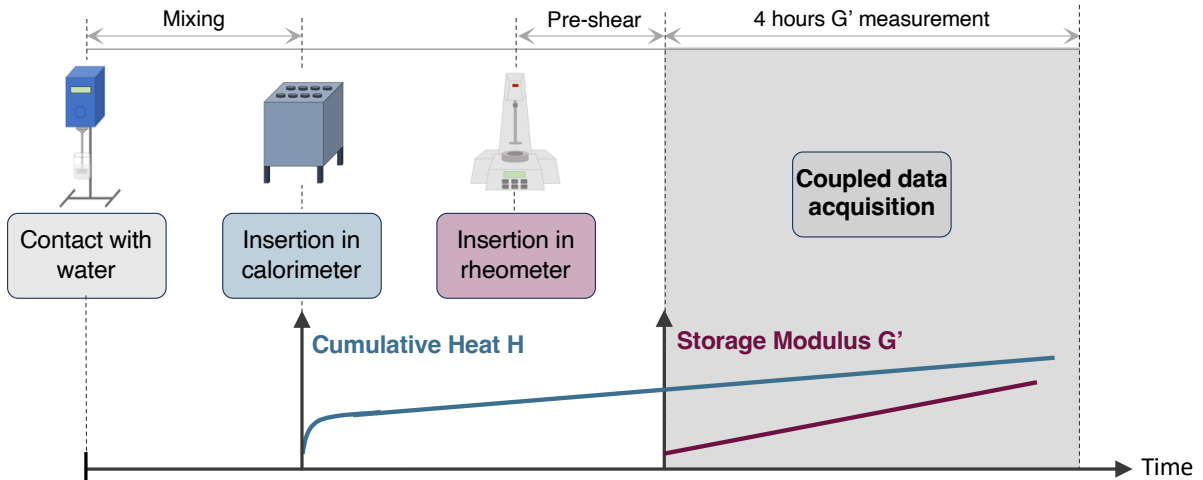 Mixing
Pre-shear
4 hours G’ measurement
Coupled data
acquisition
Contact with
water
Insertion in
calorimeter
Insertion in
rheometer
Cumulative Heat H
Storage Modulus G’
Time